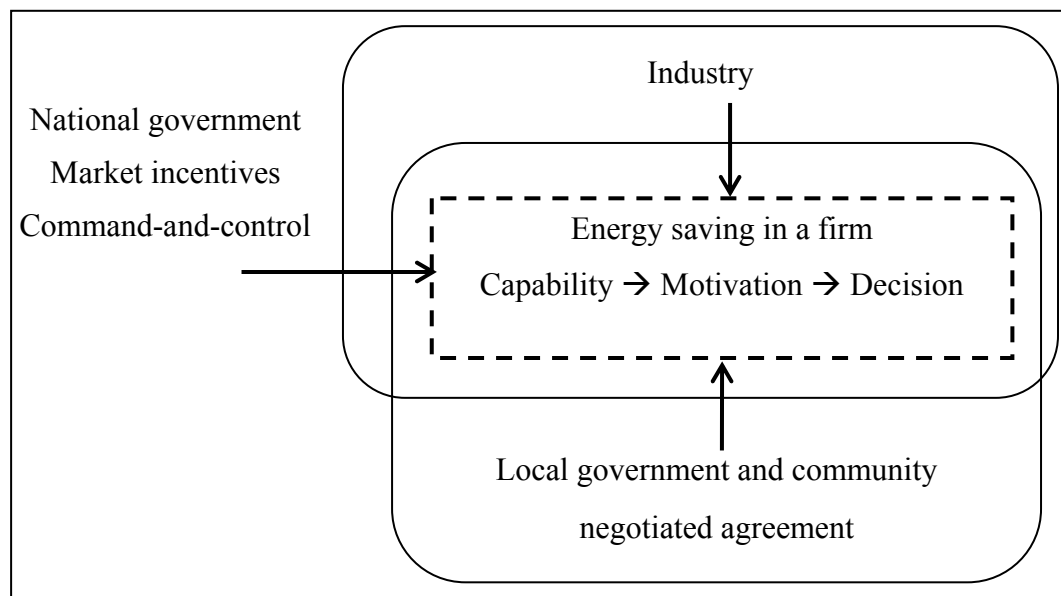 Industry
National government
Market incentives
Command-and-control
Energy saving in a firm
Capability → Motivation → Decision
Local government and community
negotiated agreement